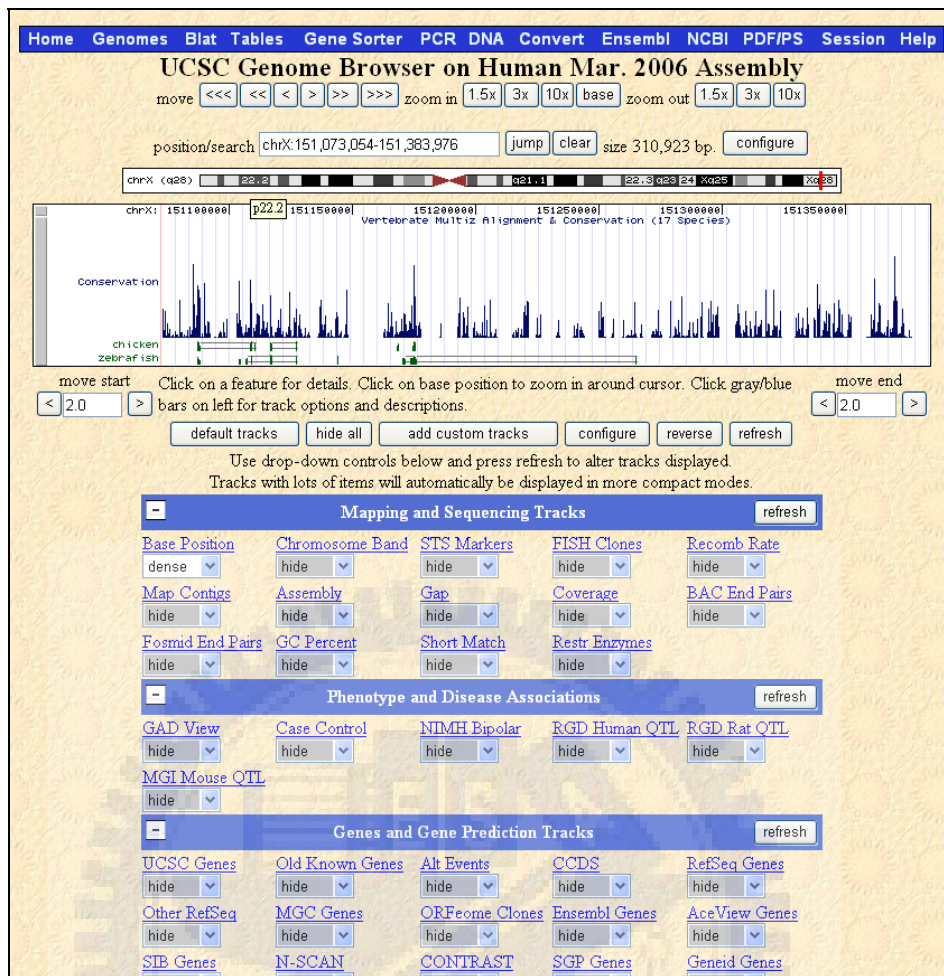 Home Genomes Blat Tables Gene Sorter PCR DNA Convert Ensembl NCBI PDF/PS Session Help
UCSC Genome Browser on Human Mar. 2006 Assembly
move <<< << < > >> >>> zoom in 1.5x 3x 10x base zoom out 1.5x 3x 10x
position/search chrX:151,073,054-151,383,976 jump clear size 310,923 bp. configure
chrX (q28) 22.2 q21.1 22.3 q23 24 Xq25 Xq28
chrX: 151100000| p22.2 151150000| 151200000| 151250000| 151300000| 151350000|
Vertebrate Multiz Alignment & Conservation (17 Species)
Conservation
chicken
zebrafish
move start Click on a feature for details. Click on base position to zoom in around cursor. Click gray/blue move end
< 2.0 > bars on left for track options and descriptions. < 2.0 >
default tracks hide all add custom tracks configure reverse refresh
Use drop-down controls below and press refresh to alter tracks displayed.
Tracks with lots of items will automatically be displayed in more compact modes.
- Mapping and Sequencing Tracks refresh
Base Position Chromosome Band STS Markers FISH Clones Recomb Rate
dense hide hide hide hide
Map Contigs Assembly Gap Coverage BAC End Pairs
hide hide hide hide hide
Fosmid End Pairs GC Percent Short Match Restr Enzymes
hide hide hide hide
- Phenotype and Disease Associations refresh
GAD View Case Control NIMH Bipolar RGD Human QTL RGD Rat QTL
hide hide hide hide hide
MGI Mouse QTL
hide
- Genes and Gene Prediction Tracks refresh
UCSC Genes Old Known Genes Alt Events CCDS RefSeq Genes
hide hide hide hide hide
Other RefSeq MGC Genes ORFeome Clones Ensembl Genes AceView Genes
hide hide hide hide hide
SIB Genes N-SCAN CONTRAST SGP Genes Geneid Genes